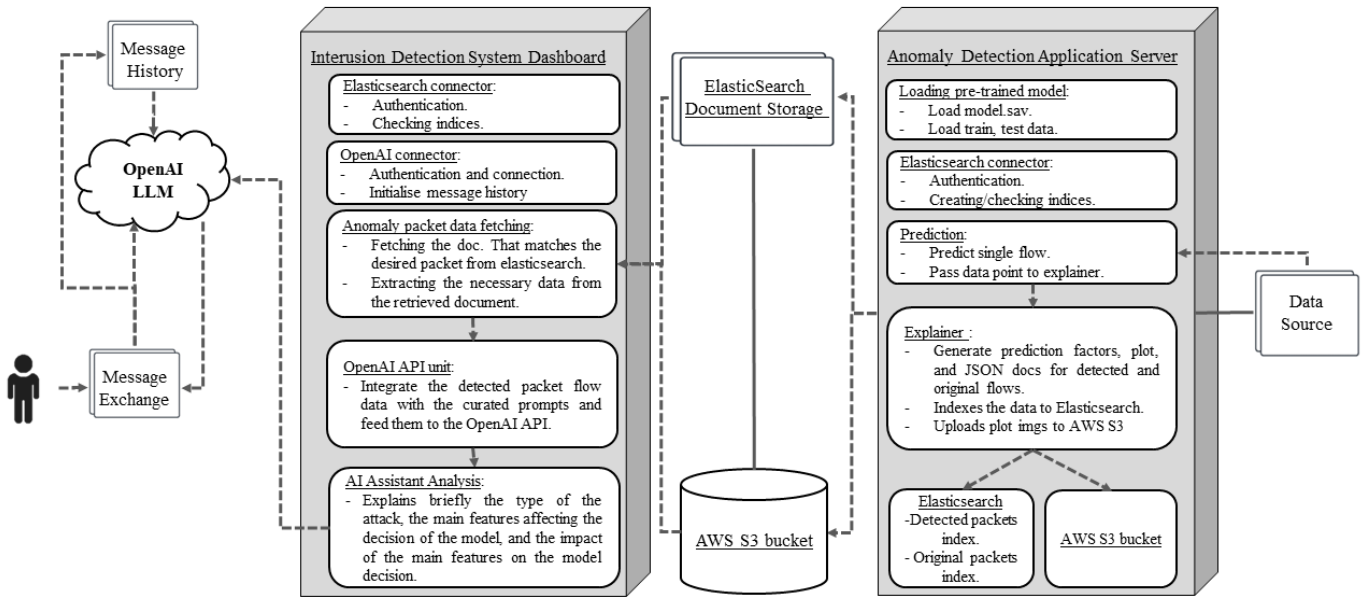 Message
History
OpenAI
LLM
Message
Exchange
Interusion Detection System Dashboard
Elasticsearch connector:
- Authentication.
- Checking indices.
OpenAI connector:
- Authentication and connection.
- Initialise message history
Anomaly packet data fetching:
- Fetching the doc. That matches the
desired packet from elasticsearch.
- Extracting the necessary data from
the retrieved document.
OpenAI API unit:
- Integrate the detected packet flow
data with the curated prompts and
feed them to the OpenAI API.
AI Assistant Analysis:
- Explains briefly the type of the
attack, the main features affecting the
decision of the model, and the impact
of the main features on the model
decision.
ElasticSearch
Document Storage
AWS S3 bucket
Anomaly Detection Application Server
Loading pre-trained model:
- Load model.sav.
- Load train, test data.
Elasticsearch connector:
- Authentication.
- Creating/checking indices.
Prediction:
- Predict single flow.
- Pass data point to explainer.
Explainer :
- Generate prediction factors, plot,
and JSON docs for detected and
original flows.
- Indexes the data to Elasticsearch.
- Uploads plot imgs to AWS S3
Elasticsearch
-Detected packets
index.
- Original packets
index.
AWS S3 bucket
Data
Source